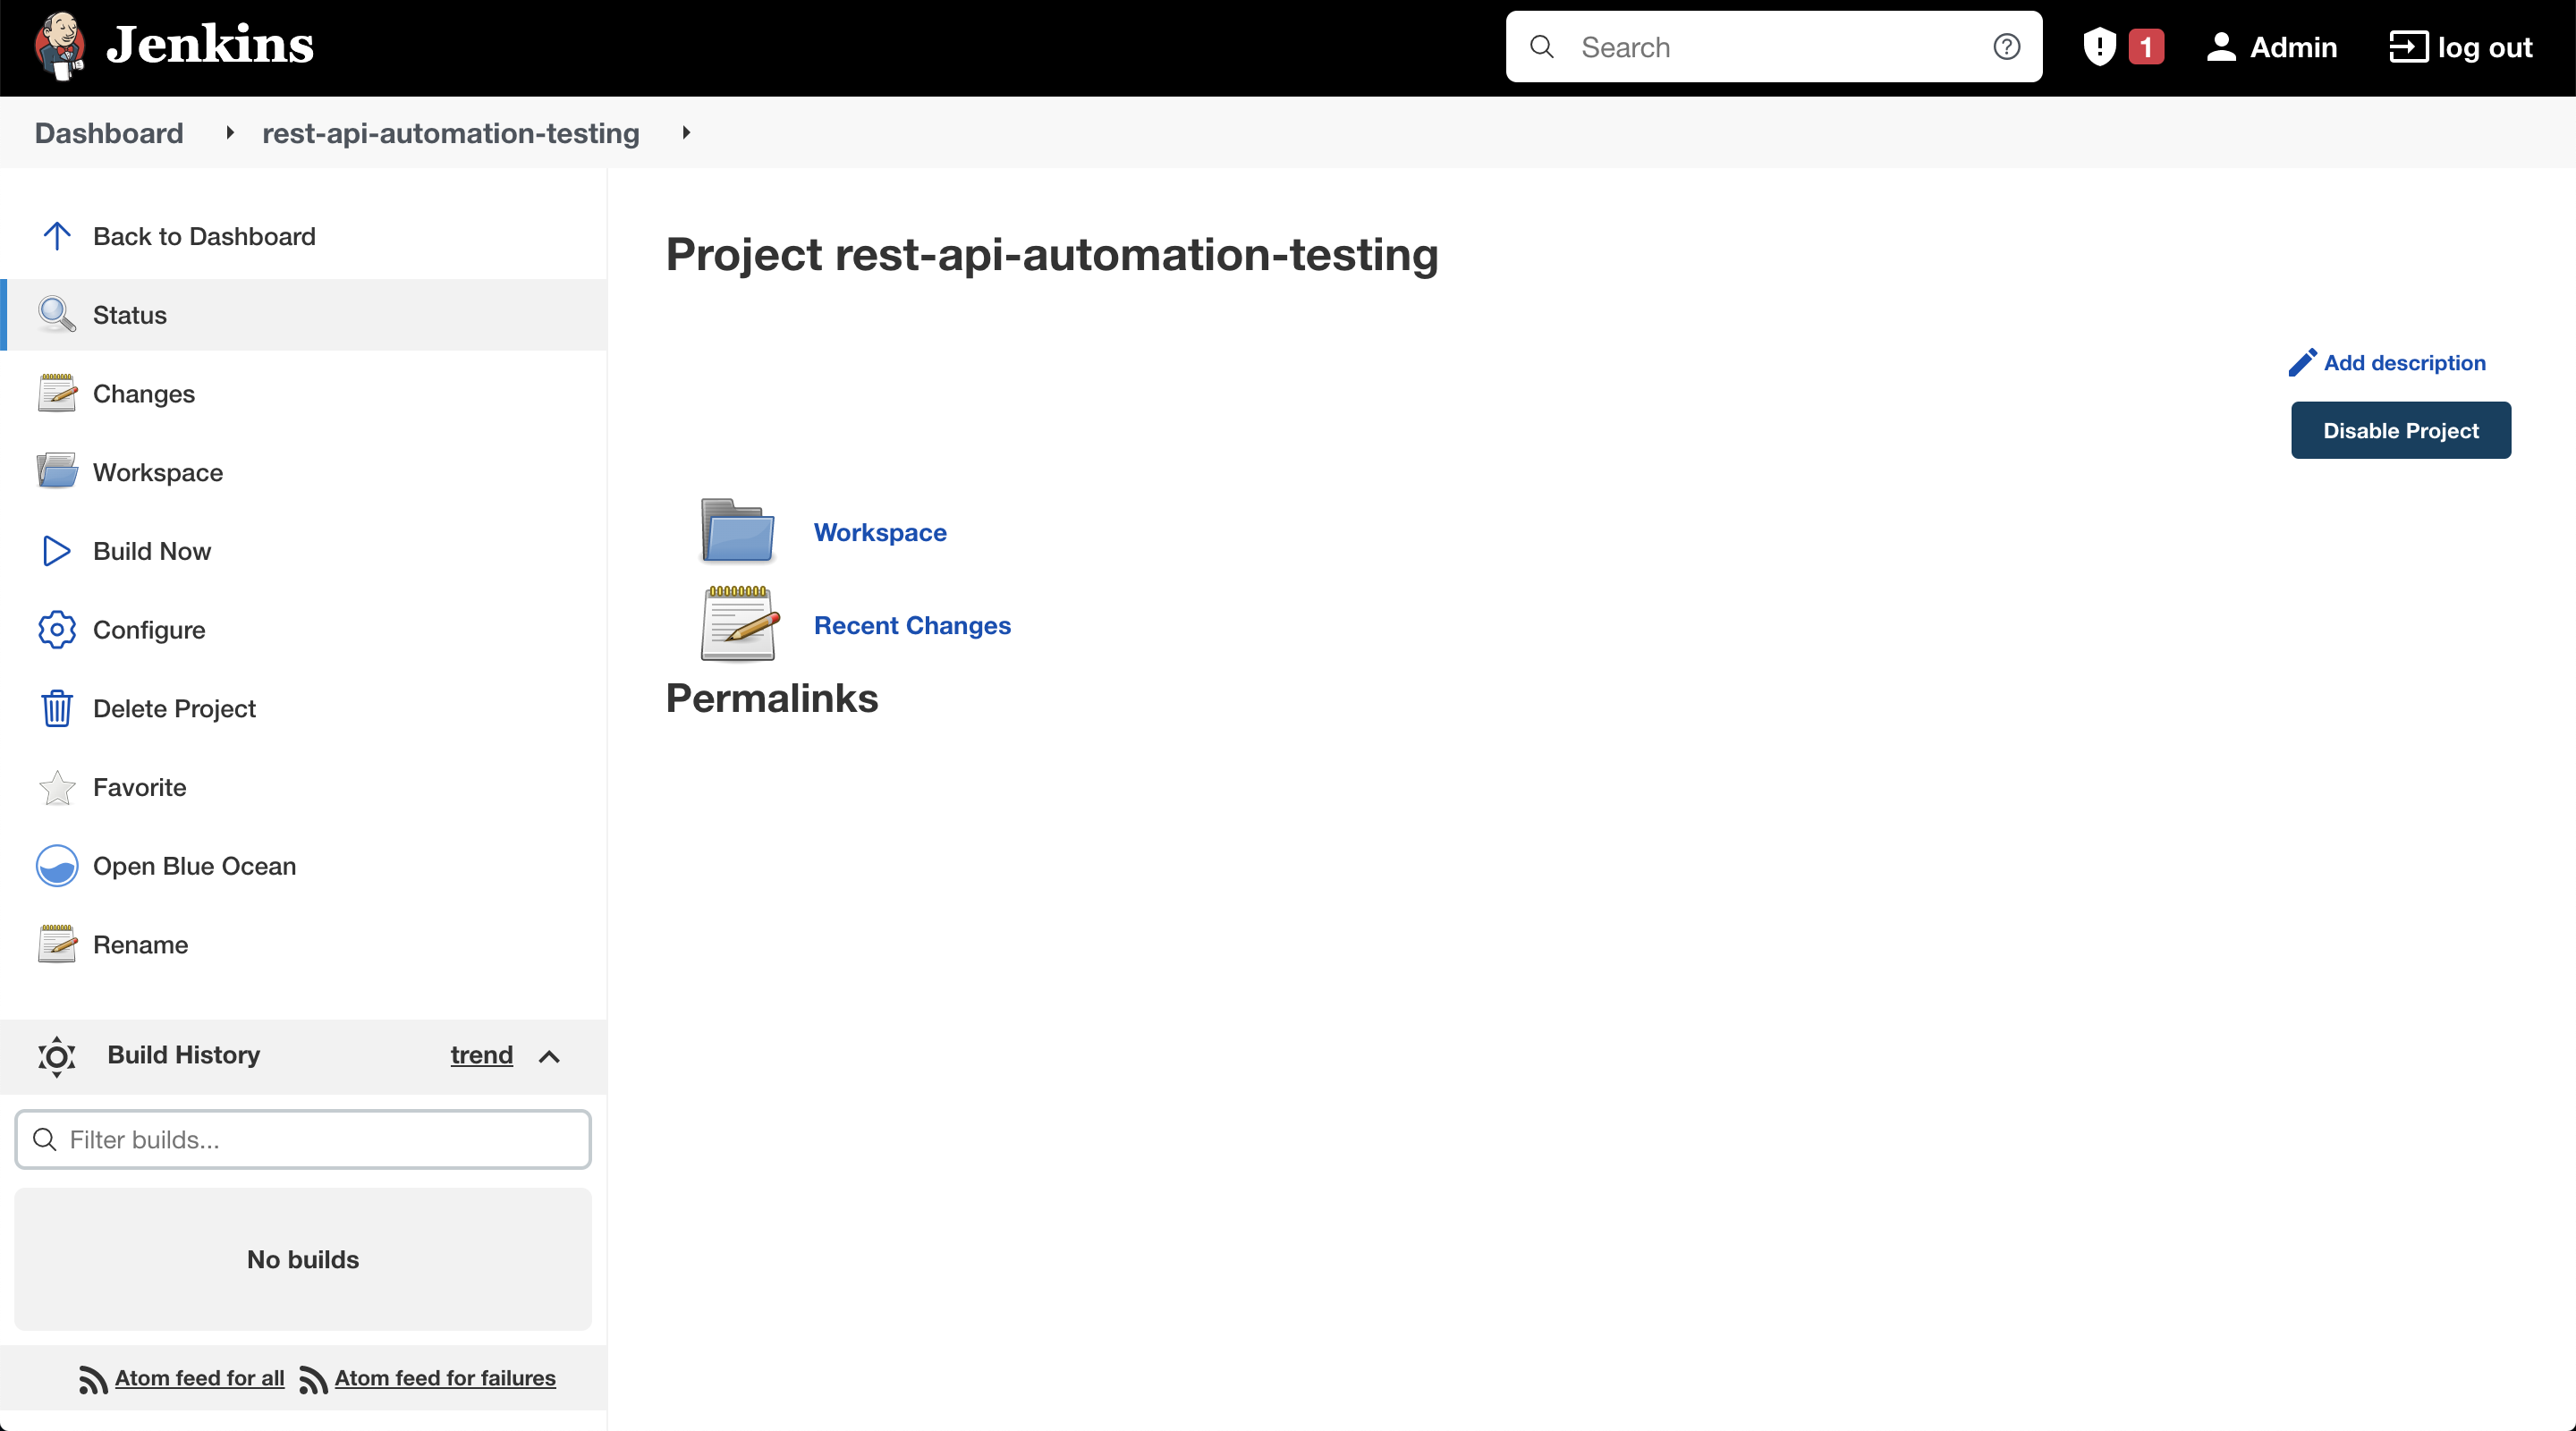 Jenkins
Search
1
Admin
log out
Dashboard
rest-api-automation-testing
Back to Dashboard
Status
Changes
Workspace
Build Now
Configure
Delete Project
Favorite
Open Blue Ocean
Rename
Build History
trend
Filter builds...
No builds
Atom feed for all
Atom feed for failures
Project rest-api-automation-testing
Add description
Disable Project
Workspace
Recent Changes
Permalinks